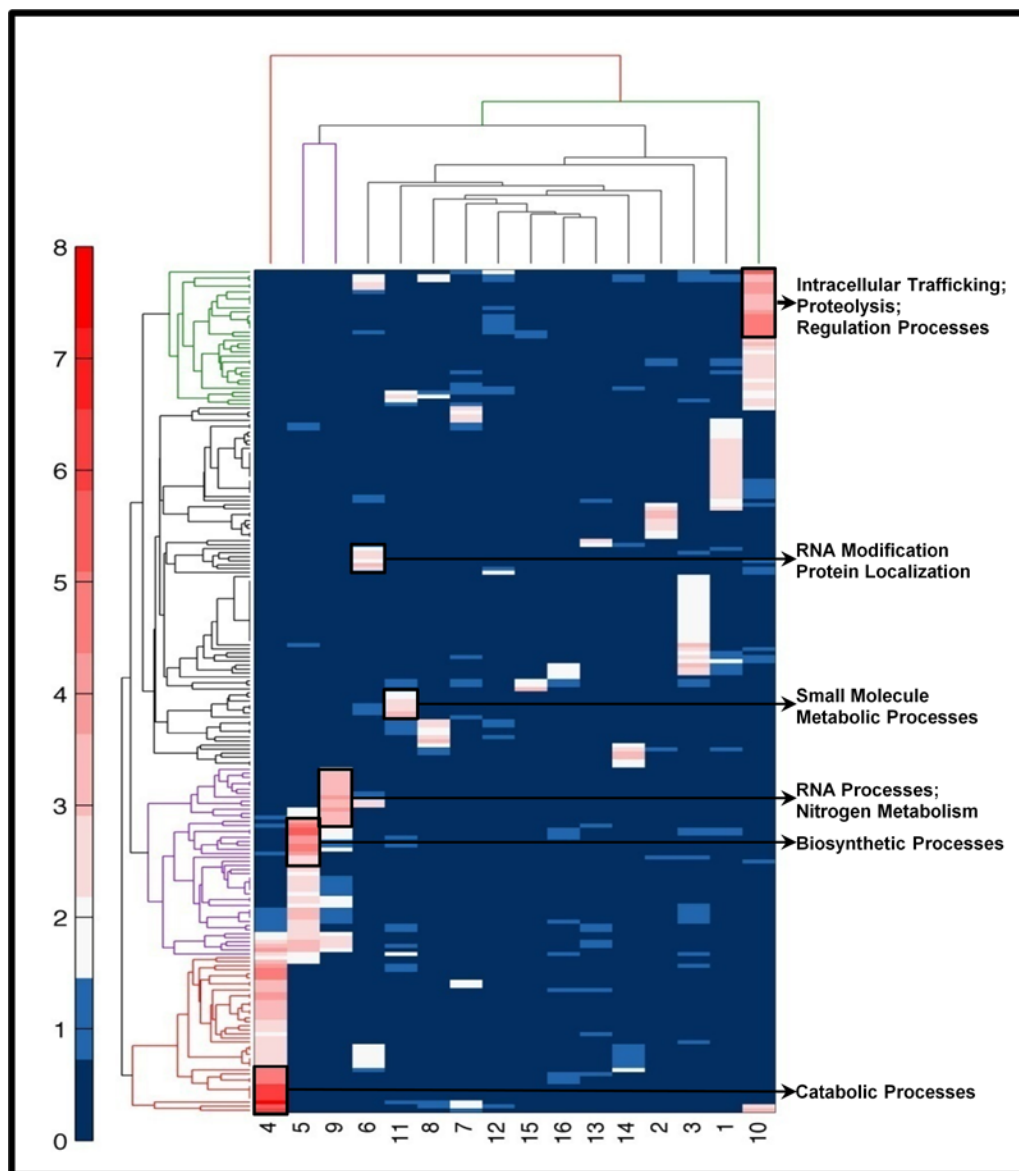 8
7
6
5
4
3
2
1
0
Intracellular Trafficking;
Proteolysis;
Regulation Processes
RNA Modification
Protein Localization
Small Molecule
Metabolic Processes
RNA Processes;
Nitrogen Metabolism
Biosynthetic Processes
Catabolic Processes
4 5 9 6 11 8 7 12 15 16 13 14 2 3 1 10